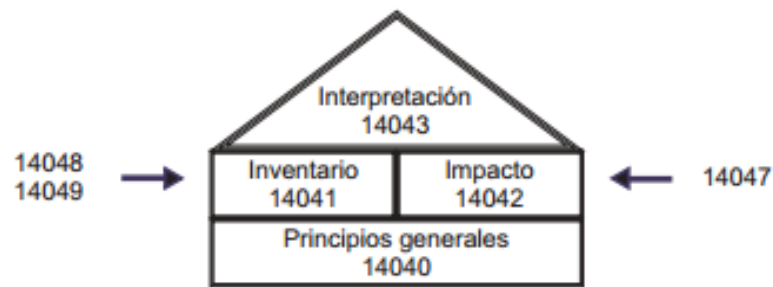 Interpretación
14043
14048
14049
Inventario
14041
Impacto
14042
14047
Principios generales
14040